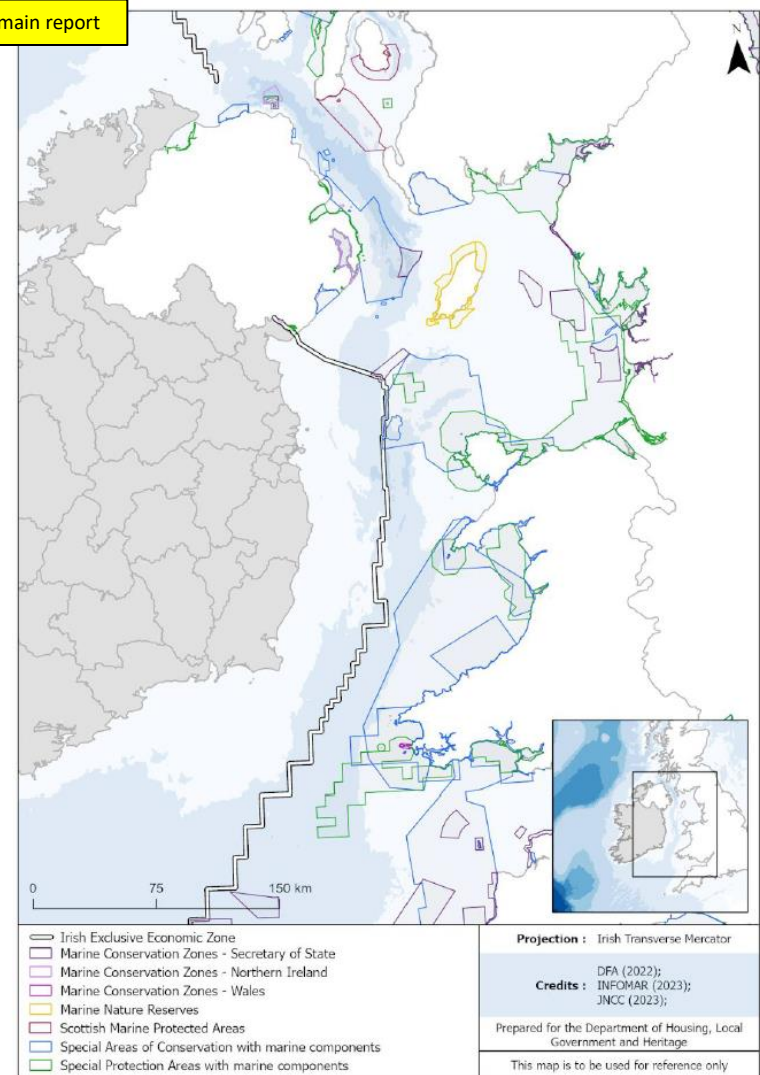 main report
N
0 75 150 km
Irish Exclusive Economic Zone
Marine Conservation Zones - Secretary of State
Marine Conservation Zones - Northern Ireland
Marine Conservation Zones - Wales
Marine Nature Reserves
Scottish Marine Protected Areas
Special Areas of Conservation with marine components
Special Protection Areas with marine components
Projection : Irish Transverse Mercator
Credits : DFA (2022);
INFOMAR (2023);
JNCC (2023);
Prepared for the Department of Housing, Local
Government and Heritage
This map is to be used for reference only